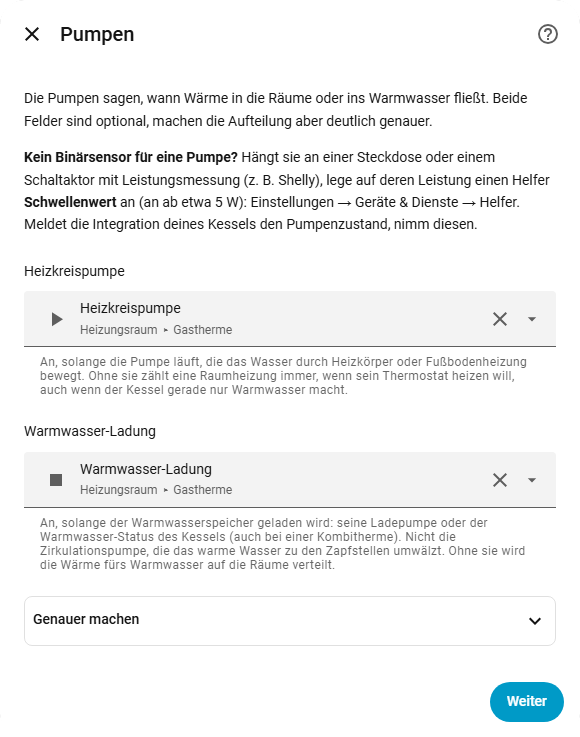 Pumpen
Die Pumpen sagen, wann Wärme in die Räume oder ins Warmwasser fließt. Beide
Felder sind optional, machen die Aufteilung aber deutlich genauer.
Kein Binärsensor für eine Pumpe? Hängt sie an einer Steckdose oder einem
Schaltaktor mit Leistungsmessung (z. B. Shelly), lege auf deren Leistung einen Helfer
Schwellenwert an (an ab etwa 5 W): Einstellungen → Geräte & Dienste → Helfer.
Meldet die Integration deines Kessels den Pumpenzustand, nimm diesen.
Heizkreispumpe
Heizkreispumpe
Heizungsraum ▸ Gastherme
An, solange die Pumpe läuft, die das Wasser durch Heizkörper oder Fußbodenheizung
bewegt. Ohne sie zählt eine Raumheizung immer, wenn sein Thermostat heizen will,
auch wenn der Kessel gerade nur Warmwasser macht.
Warmwasser-Ladung
Warmwasser-Ladung
Heizungsraum ▸ Gastherme
An, solange der Warmwasserspeicher geladen wird: seine Ladepumpe oder der
Warmwasser-Status des Kessels (auch bei einer Kombitherme). Nicht die
Zirkulationspumpe, die das warme Wasser zu den Zapfstellen umwälzt. Ohne sie wird
die Wärme fürs Warmwasser auf die Räume verteilt.
Genauer machen
Weiter